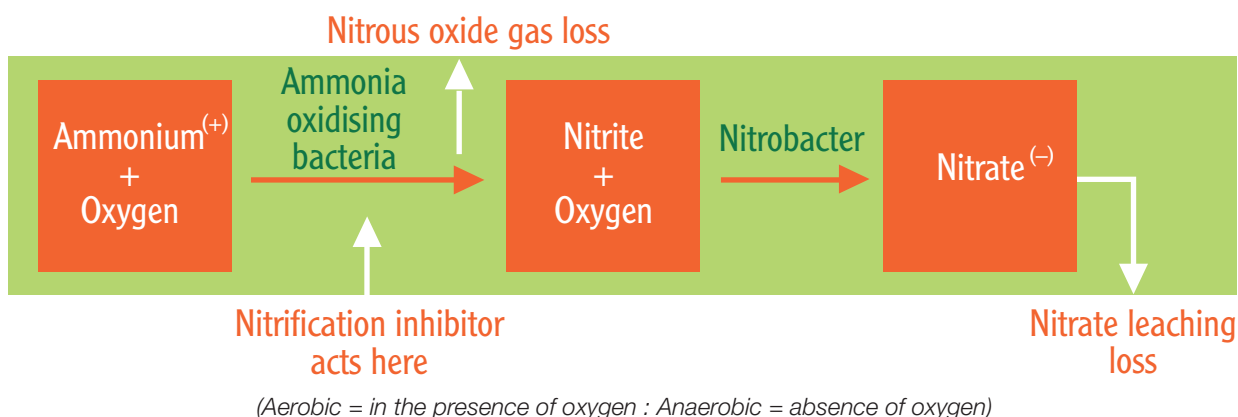 Nitrous oxide gas loss
Ammonium(+)
+
Oxygen
Ammonia
oxidising
bacteria
Nitrite
+
Oxygen
Nitrobacter
Nitrate (–)
Nitrification inhibitor
acts here
Nitrate leaching
loss
(Aerobic = in the presence of oxygen : Anaerobic = absence of oxygen)